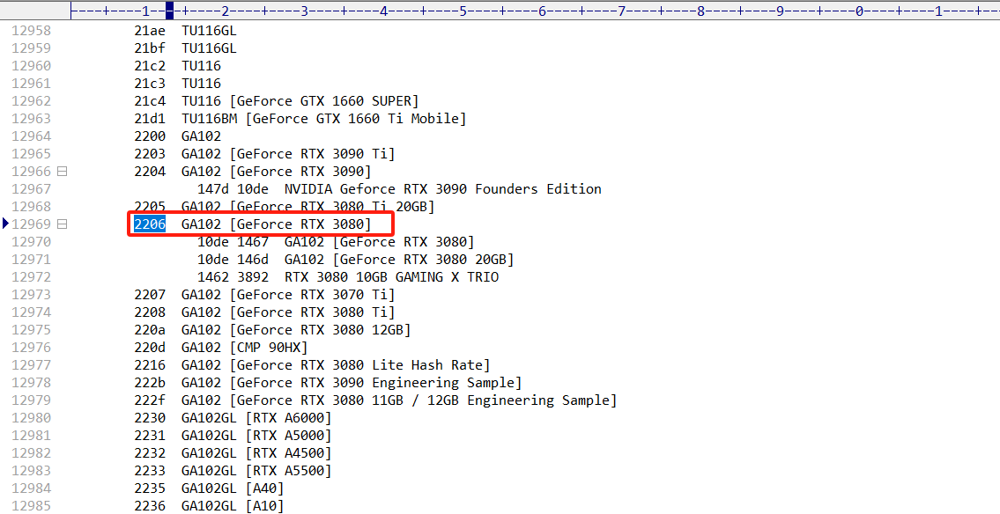 ----+----1----+----2----+----3----+----4----+----5----+----6----+----7----+----8----+----9----+----0----+----1----+--
12958 21ae TU116GL
12959 21bf TU116GL
12960 21c2 TU116
12961 21c3 TU116
12962 21c4 TU116 [GeForce GTX 1660 SUPER]
12963 21d1 TU116BM [GeForce GTX 1660 Ti Mobile]
12964 2200 GA102
12965 2203 GA102 [GeForce RTX 3090 Ti]
12966 2204 GA102 [GeForce RTX 3090]
12967 147d 10de NVIDIA Geforce RTX 3090 Founders Edition
12968 2205 GA102 [GeForce RTX 3080 Ti 20GB]
12969 2206 GA102 [GeForce RTX 3080]
12970 10de 1467 GA102 [GeForce RTX 3080]
12971 10de 146d GA102 [GeForce RTX 3080 20GB]
12972 1462 3892 RTX 3080 10GB GAMING X TRIO
12973 2207 GA102 [GeForce RTX 3070 Ti]
12974 2208 GA102 [GeForce RTX 3080 Ti]
12975 220a GA102 [GeForce RTX 3080 12GB]
12976 220d GA102 [CMP 90HX]
12977 2216 GA102 [GeForce RTX 3080 Lite Hash Rate]
12978 222b GA102 [GeForce RTX 3090 Engineering Sample]
12979 222f GA102 [GeForce RTX 3080 11GB / 12GB Engineering Sample]
12980 2230 GA102GL [RTX A6000]
12981 2231 GA102GL [RTX A5000]
12982 2232 GA102GL [RTX A4500]
12983 2233 GA102GL [RTX A5500]
12984 2235 GA102GL [A40]
12985 2236 GA102GL [A10]